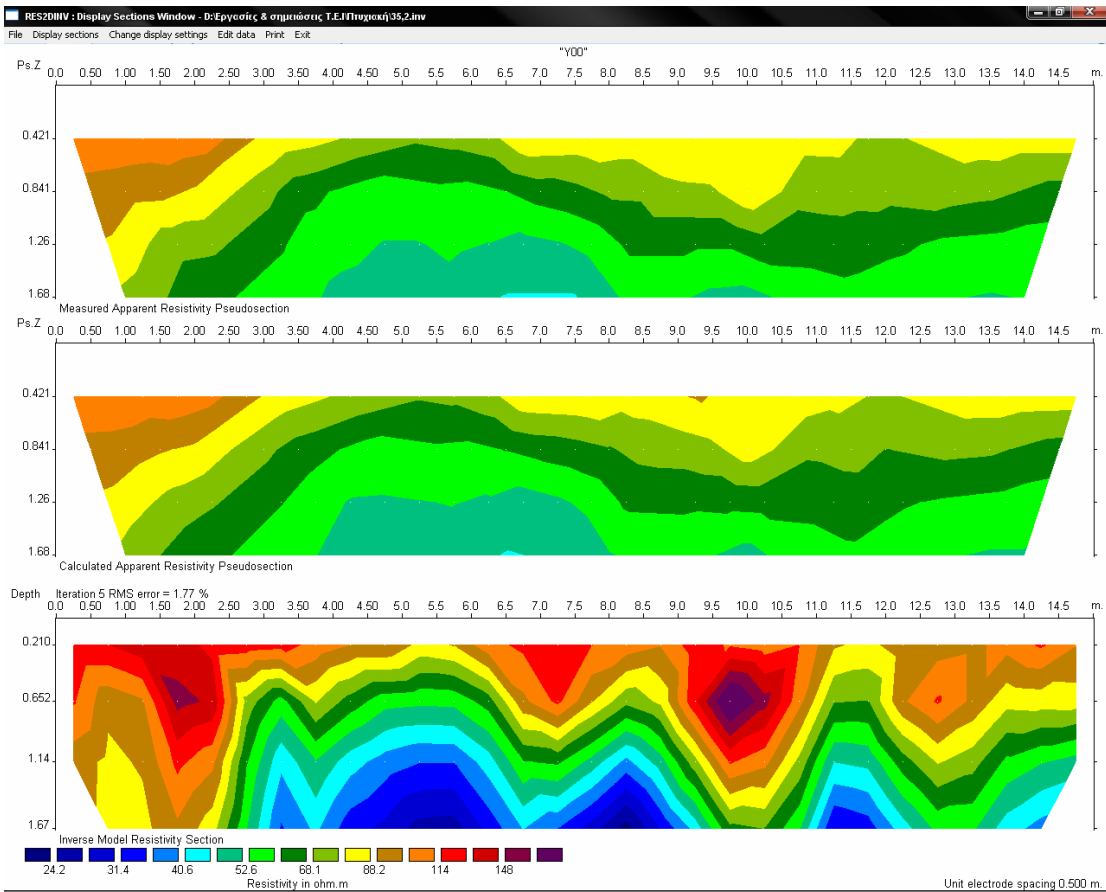 RES2DINV : Display Sections Window - D:\Εργασίες & σημειώσεις Τ.Ε.Ι\Πτυχιακή\35,2.inv
File Display sections Change display settings Edit data Print Exit
"Y00"
Ps.Z 0.0 0.50 1.00 1.50 2.00 2.50 3.00 3.5 4.0 4.5 5.0 5.5 6.0 6.5 7.0 7.5 8.0 8.5 9.0 9.5 10.0 10.5 11.0 11.5 12.0 12.5 13.0 13.5 14.0 14.5 m.
0.421
0.841
1.26
1.68
Measured Apparent Resistivity Pseudosection
Ps.Z 0.0 0.50 1.00 1.50 2.00 2.50 3.00 3.5 4.0 4.5 5.0 5.5 6.0 6.5 7.0 7.5 8.0 8.5 9.0 9.5 10.0 10.5 11.0 11.5 12.0 12.5 13.0 13.5 14.0 14.5 m.
0.421
0.841
1.26
1.68
Calculated Apparent Resistivity Pseudosection
Depth Iteration 5 RMS error = 1.77 %
0.0 0.50 1.00 1.50 2.00 2.50 3.00 3.5 4.0 4.5 5.0 5.5 6.0 6.5 7.0 7.5 8.0 8.5 9.0 9.5 10.0 10.5 11.0 11.5 12.0 12.5 13.0 13.5 14.0 14.5 m.
0.210
0.652
1.14
1.67
Inverse Model Resistivity Section
24.2 31.4 40.6 52.6 68.1 88.2 114 148
Resistivity in ohm.m Unit electrode spacing 0.500 m.